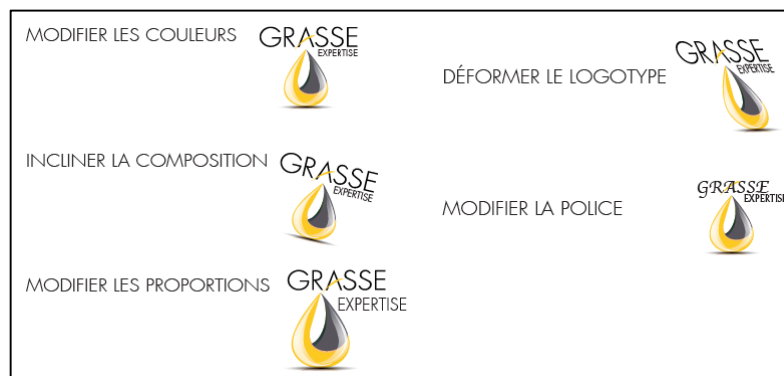 MODIFIER LES COULEURS
GRASSE
EXPERTISE
DÉFORMER LE LOGOTYPE
GRASSE
EXPERTISE
INCLINER LA COMPOSITION
GRASSE
EXPERTISE
MODIFIER LA POLICE
GRASSE
EXPERTISE
MODIFIER LES PROPORTIONS
GRASSE
EXPERTISE